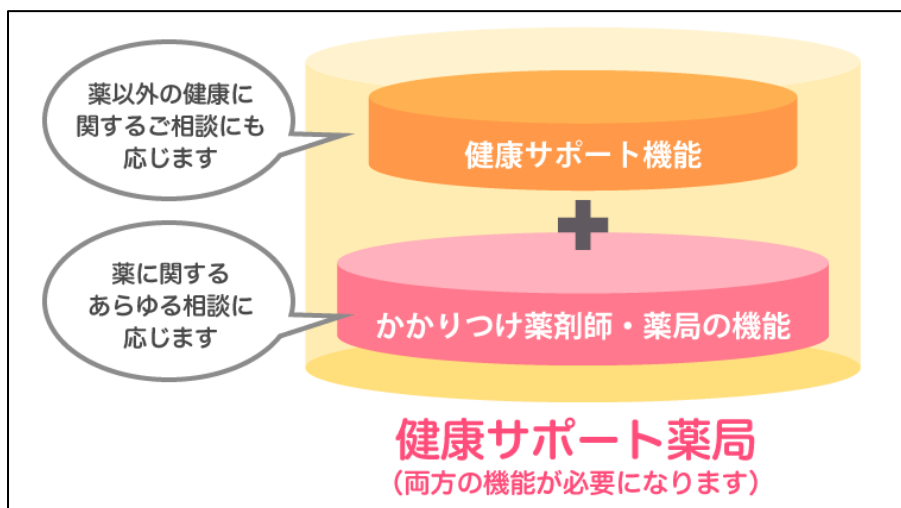 薬以外の健康に
関するご相談にも
応じます
健康サポート機能
薬に関する
あらゆる相談に
応じます
かかりつけ薬剤師・薬局の機能
健康サポート薬局
（両方の機能が必要になります）